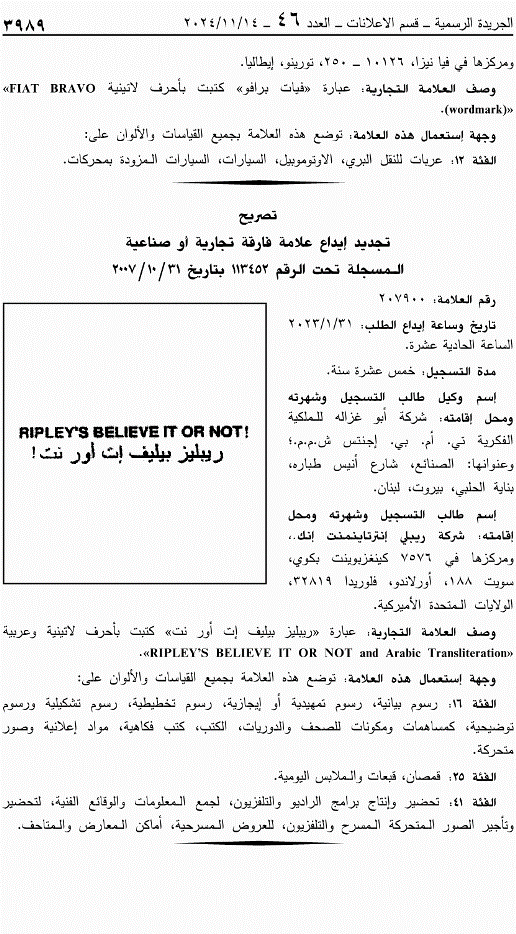 الجريدة الرسمية ــ قسم الاعلانات ــ العدد ٤٦ ــ ٢٠٢٤/١١/١٤
٣٩٨٩
ومركزها في فيا نيزا، ١٠١٢٦ ــ ٢٥٠، تورينو، إيطاليا.
وصف العلامة التجارية: عبارة «فيات برافو» كتبت بأحرف لاتينية FIAT BRAVO»
«(wordmark).
وجهة إستعمال هذه العلامة: توضع هذه العلامة بجميع القياسات والألوان على:
الفئة ١٢: عربات للنقل البري، الاوتوموبيل، السيارات، السيارات المزودة بمحركات.
تصريح
تجديد إيداع علامة فارقة تجارية أو صناعية
المسجلة تحت الرقم ١١٣٤٥٢ بتاريخ ٢٠٠٧/١٠/٣١
رقم العلامة: ٢٠٧٩٠٠
تاريخ وساعة إيداع الطلب: ٢٠٢٣/١/٣١
الساعة الحادية عشرة.
مدة التسجيل: خمس عشرة سنة.
إسم وكيل طالب التسجيل وشهرته
ومحل إقامته: شركة أبو غزاله للملكية
الفكرية تي. أم. بي. إجنتس ش.م.م.؛
وعنوانها: الصنائع، شارع أنيس طباره،
بناية الحلبي، بيروت، لبنان.
إسم طالب التسجيل وشهرته ومحل
إقامته: شركة ريبلي إنترتاينمنت إنك.،
ومركزها في ٧٥٧٦ كينغزبوينت بكوي،
سويت ١٨٨، أورلاندو، فلوريدا ٣٢٨١٩،
الولايات المتحدة الأميركية.
RIPLEY'S BELIEVE IT OR NOT!
ريبليز بيليف إت أور نت!
وصف العلامة التجارية: عبارة «ريبليز بيليف إت أور نت» كتبت بأحرف لاتينية وعربية
«RIPLEY'S BELIEVE IT OR NOT and Arabic Transliteration».
وجهة إستعمال هذه العلامة: توضع هذه العلامة بجميع القياسات والألوان على:
الفئة ١٦: رسوم بيانية، رسوم تمهيدية أو إيجازية، رسوم تخطيطية، رسوم تشكيلية ورسوم
توضيحية، كمساهمات ومكونات للصحف والدوريات، الكتب، كتب فكاهية، مواد إعلانية وصور
متحركة.
الفئة ٢٥: قمصان، قبعات والملابس اليومية.
الفئة ٤١: تحضير وإنتاج برامج الراديو والتلفزيون، لجمع المعلومات والوقائع الفنية، لتحضير
وتأجير الصور المتحركة المسرح والتلفزيون، للعروض المسرحية، أماكن المعارض والمتاحف.